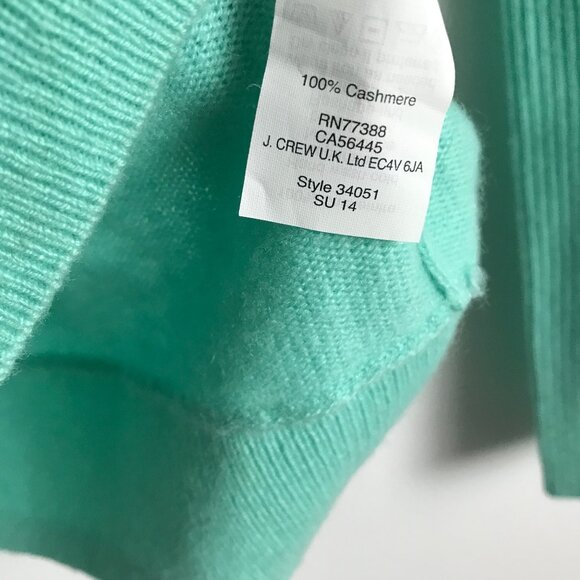 100% Cashmere
RN77388
CA56445
J. CREW U.K. Ltd EC4V 6JA
Style 34051
SU 14